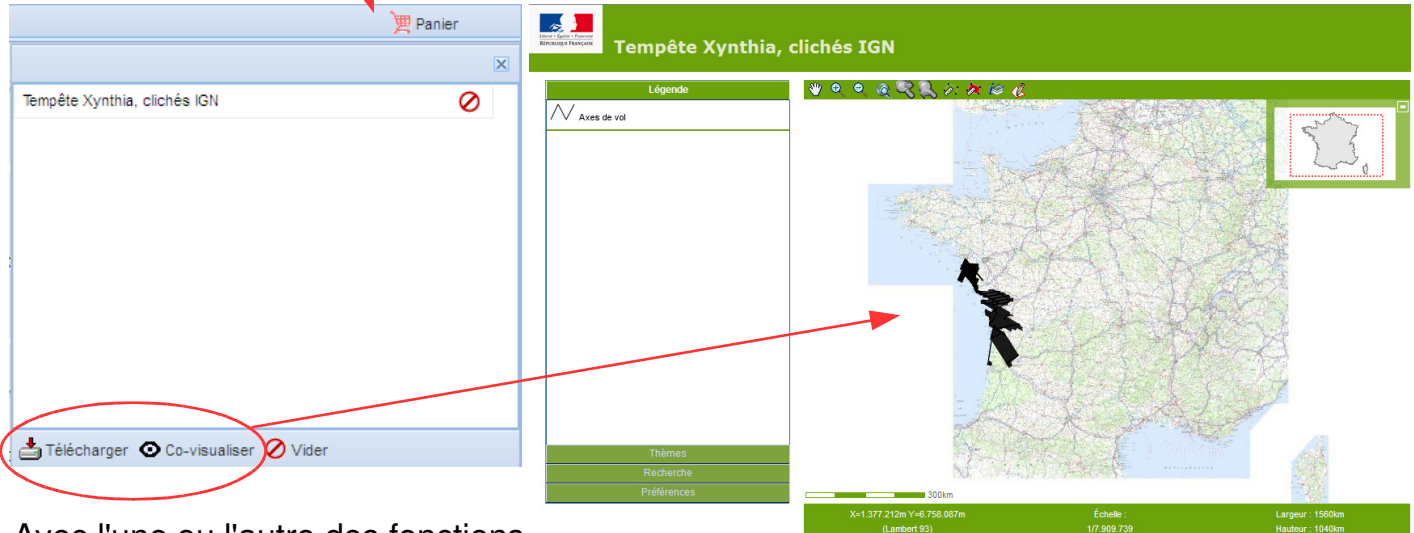 Panier
Tempête Xynthia, clichés IGN
Télécharger Co-visualiser Vider
Liberté • Égalité • Fraternité
RÉPUBLIQUE FRANÇAISE
Tempête Xynthia, clichés IGN
Légende
Axes de vol
Thèmes
Recherche
Préférences
300km
X=1.377.212m Y=6.758.087m
(Lambert 93)
Échelle :
1/7.909.739
Largeur : 1560km
Hauteur : 1040km
Avec l'une ou l'autre des fonctions